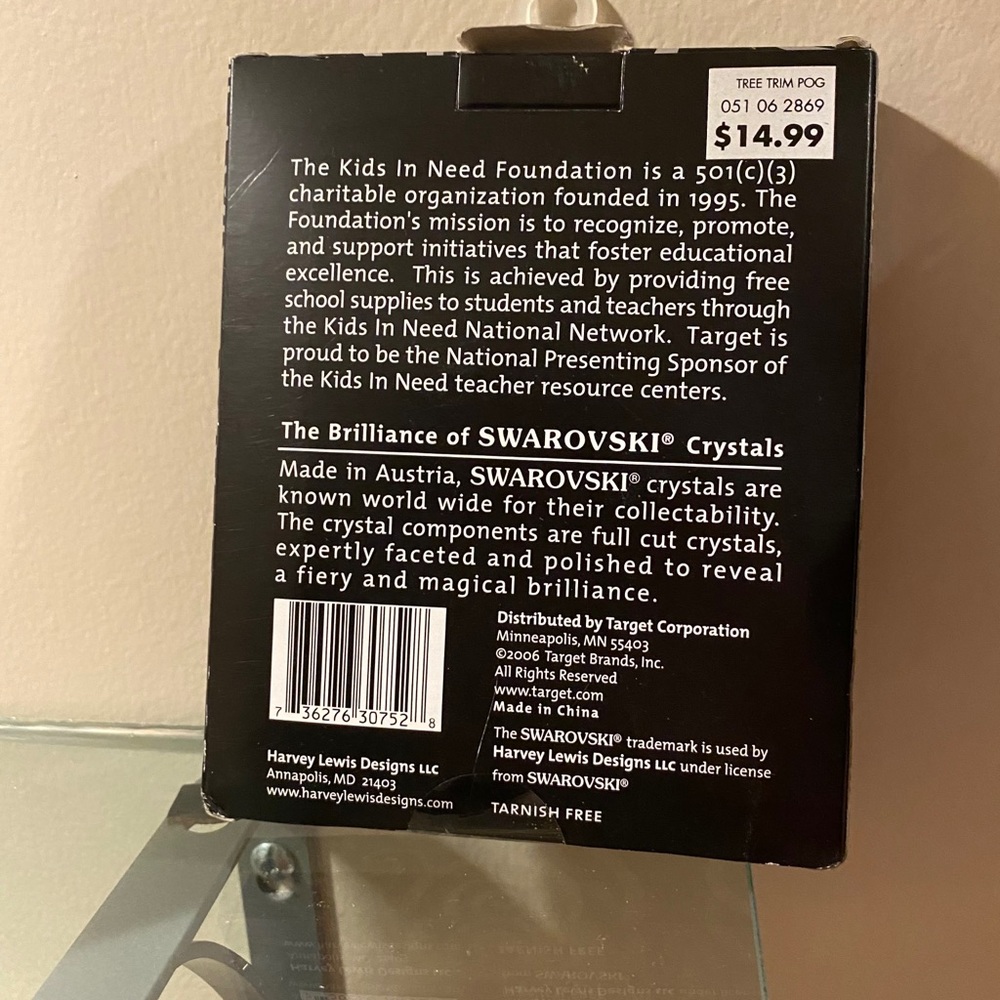 TREE TRIM POG
051 06 2869
$14.99
The Kids In Need Foundation is a 501(c)(3)
charitable organization founded in 1995. The
Foundation's mission is to recognize, promote,
and support initiatives that foster educational
excellence. This is achieved by providing free
school supplies to students and teachers through
the Kids In Need National Network. Target is
proud to be the National Presenting Sponsor of
the Kids In Need teacher resource centers.
The Brilliance of SWAROVSKI® Crystals
Made in Austria, SWAROVSKI® crystals are
known world wide for their collectability.
The crystal components are full cut crystals,
expertly faceted and polished to reveal
a fiery and magical brilliance.
7 36276 30752 8
Harvey Lewis Designs LLC
Annapolis, MD 21403
www.harveylewisdesigns.com
Distributed by Target Corporation
Minneapolis, MN 55403
©2006 Target Brands, Inc.
All Rights Reserved
www.target.com
Made in China
The SWAROVSKI® trademark is used by
Harvey Lewis Designs LLC under license
from SWAROVSKI®
TARNISH FREE